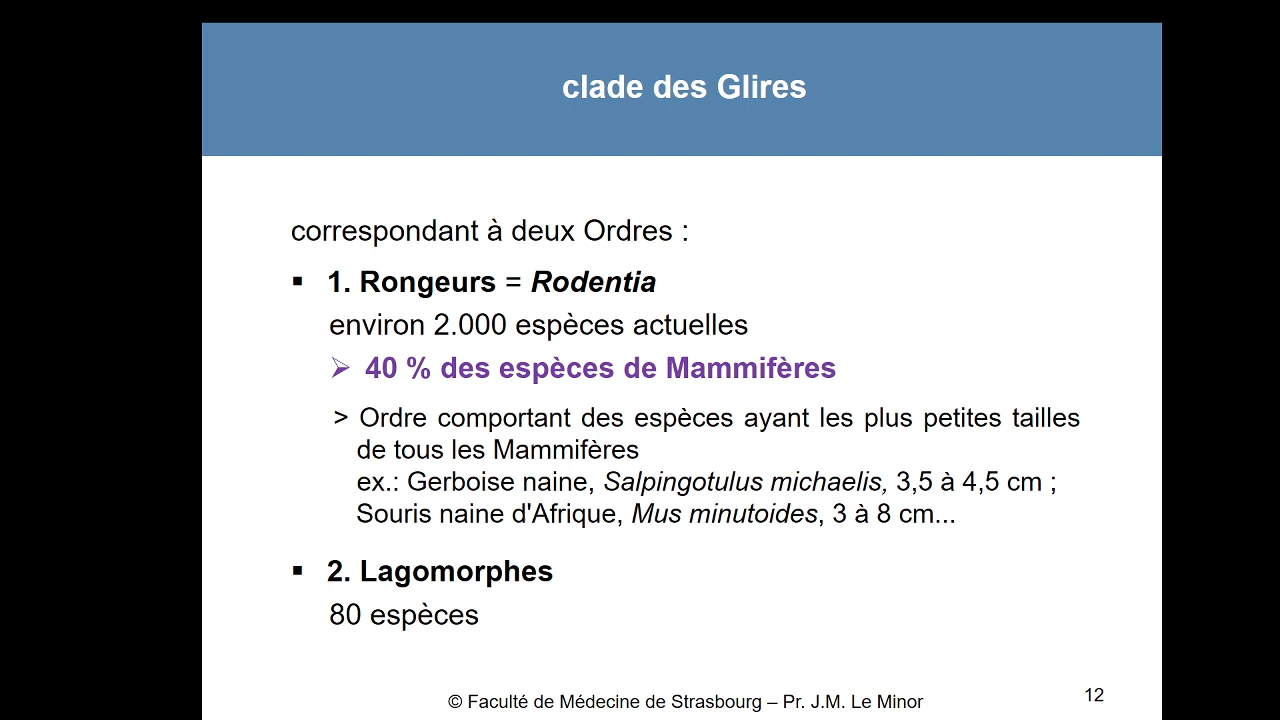 clade des Glires
correspondant à deux Ordres :
▪ 1. Rongeurs = Rodentia
environ 2.000 espèces actuelles
➢ 40 % des espèces de Mammifères
> Ordre comportant des espèces ayant les plus petites tailles
de tous les Mammifères
ex.: Gerboise naine, Salpingotulus michaelis, 3,5 à 4,5 cm ;
Souris naine d'Afrique, Mus minutoides, 3 à 8 cm...
▪ 2. Lagomorphes
80 espèces
© Faculté de Médecine de Strasbourg – Pr. J.M. Le Minor
12